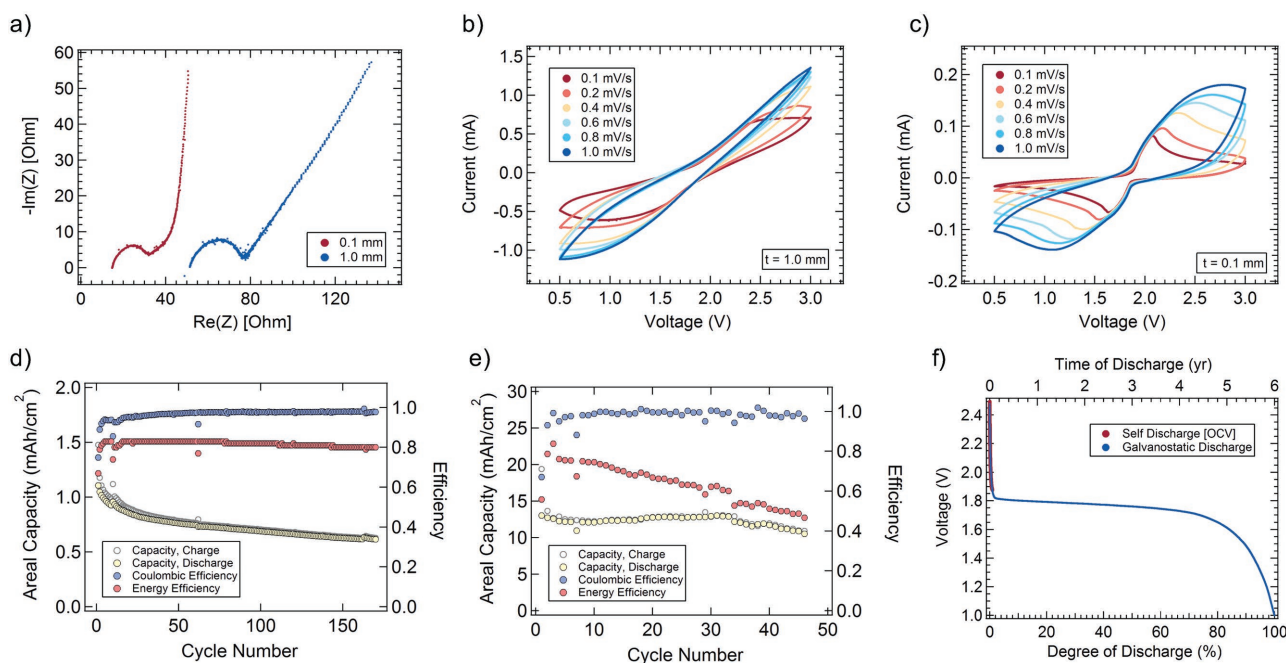 a)
60
50
40
30
20
10
0
-Im(Z) [Ohm]
0.1 mm
1.0 mm
0
40
80
120
Re(Z) [Ohm]
b)
1.5
1.0
0.5
0.0
-0.5
-1.0
Current (mA)
0.1 mV/s
0.2 mV/s
0.4 mV/s
0.6 mV/s
0.8 mV/s
1.0 mV/s
t = 1.0 mm
0.5
1.0
1.5
2.0
2.5
3.0
Voltage (V)
c)
0.2
0.1
0.0
-0.1
-0.2
Current (mA)
0.1 mV/s
0.2 mV/s
0.4 mV/s
0.6 mV/s
0.8 mV/s
1.0 mV/s
t = 0.1 mm
0.5
1.0
1.5
2.0
2.5
3.0
Voltage (V)
d)
2.0
1.5
1.0
0.5
0.0
Areal Capacity (mAh/cm²)
Capacity, Charge
Capacity, Discharge
Coulombic Efficiency
Energy Efficiency
1.0
0.8
0.6
0.4
0.2
0.0
Efficiency
0
50
100
150
Cycle Number
e)
30
25
20
15
10
5
0
Areal Capacity (mAh/cm²)
Capacity, Charge
Capacity, Discharge
Coulombic Efficiency
Energy Efficiency
1.0
0.8
0.6
0.4
0.2
0.0
Efficiency
0
10
20
30
40
50
Cycle Number
f)
Time of Discharge (yr)
0
1
2
3
4
5
6
2.4
2.2
2.0
1.8
1.6
1.4
1.2
1.0
Voltage (V)
Self Discharge [OCV]
Galvanostatic Discharge
0
20
40
60
80
100
Degree of Discharge (%)